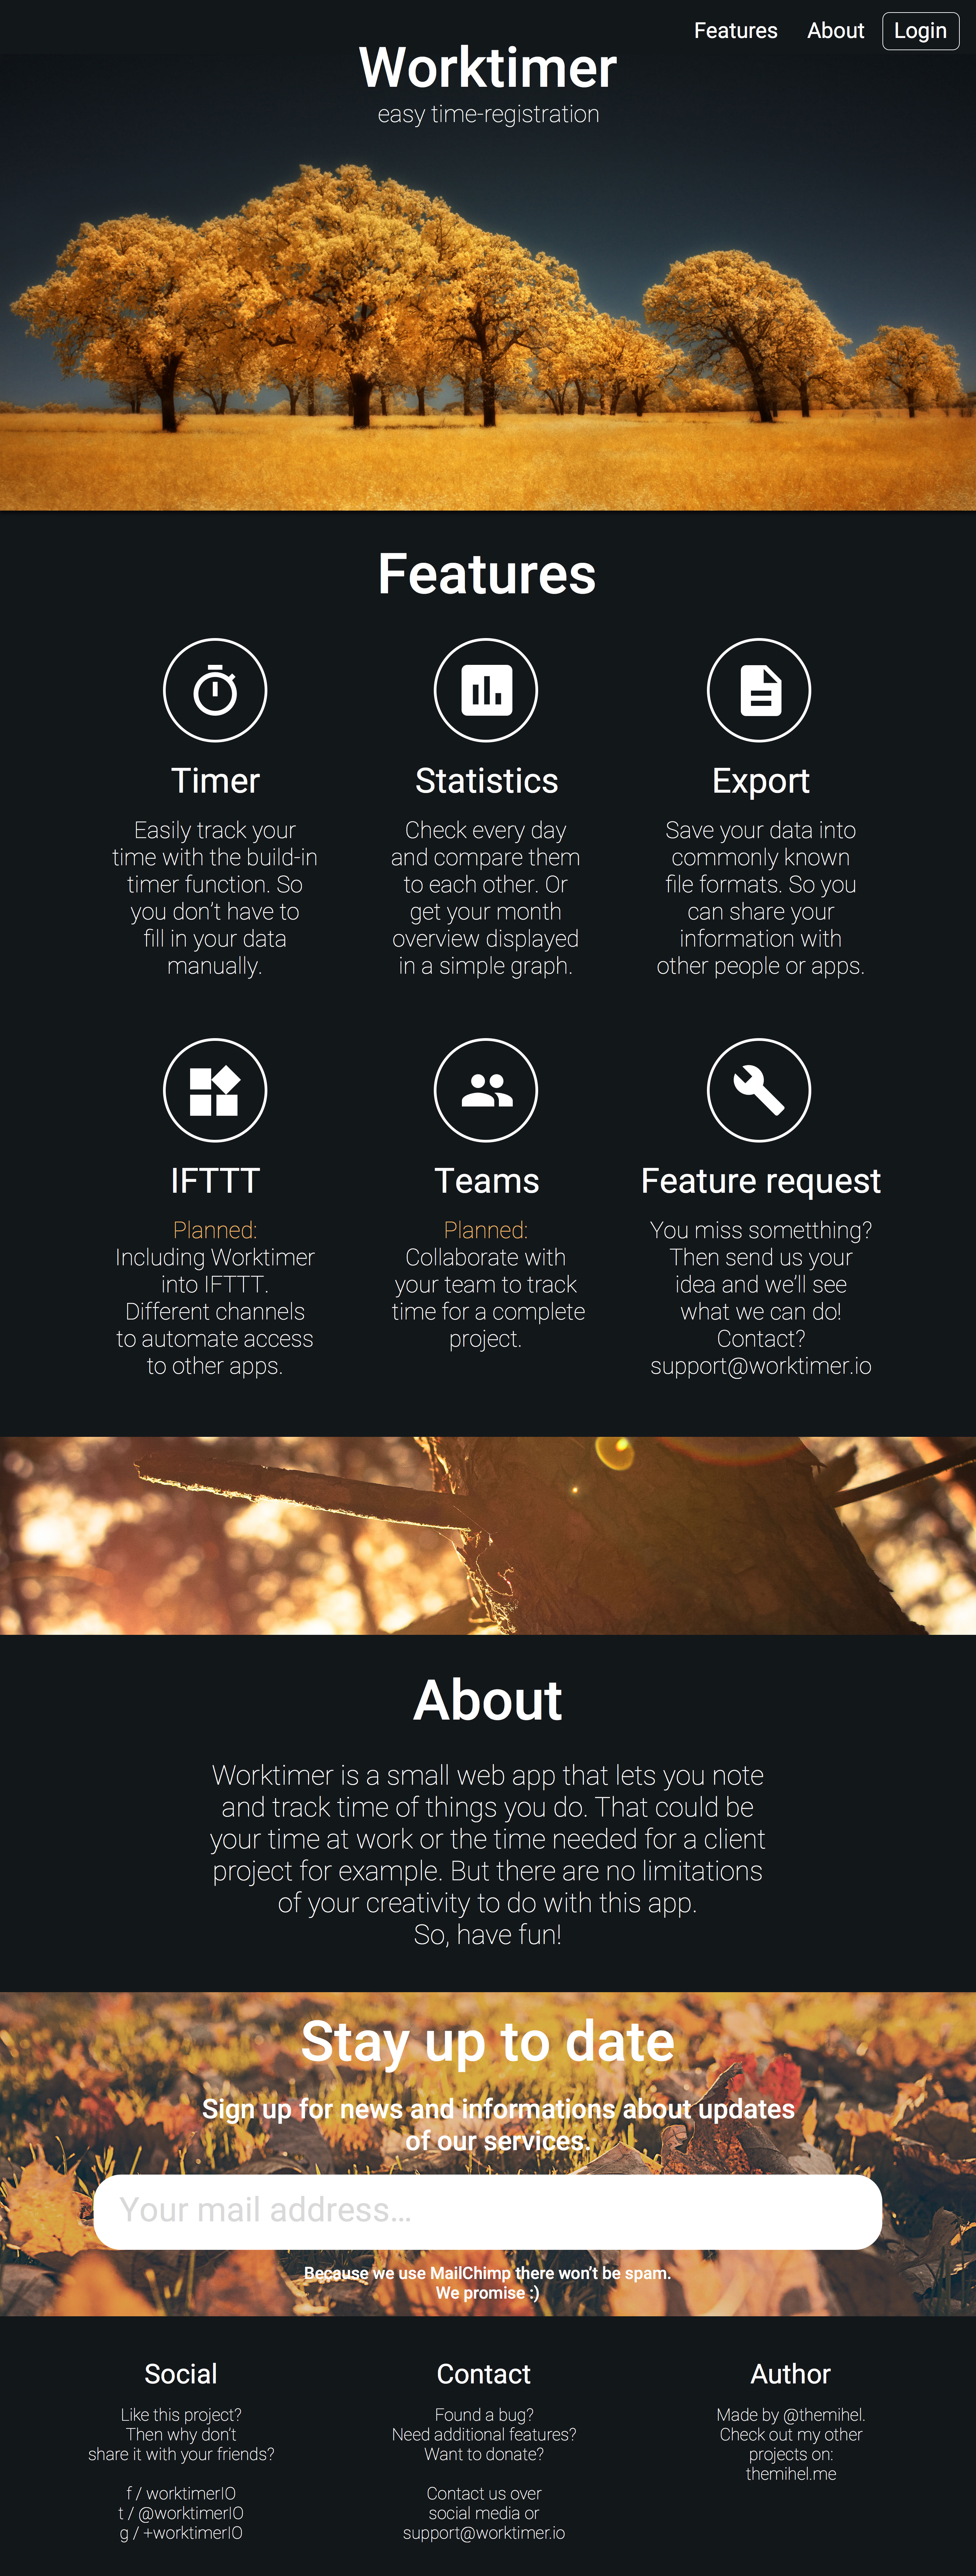 Features About Login
Worktimer
easy time-registration
Features
Timer
Easily track your
time with the build-in
timer function. So
you don't have to
fill in your data
manually.
Statistics
Check every day
and compare them
to each other. Or
get your month
overview displayed
in a simple graph.
Export
Save your data into
commonly known
file formats. So you
can share your
information with
other people or apps.
IFTTT
Planned:
Including Worktimer
into IFTTT.
Different channels
to automate access
to other apps.
Teams
Planned:
Collaborate with
your team to track
time for a complete
project.
Feature request
You miss sometthing?
Then send us your
idea and we'll see
what we can do!
Contact?
support@worktimer.io
About
Worktimer is a small web app that lets you note
and track time of things you do. That could be
your time at work or the time needed for a client
project for example. But there are no limitations
of your creativity to do with this app.
So, have fun!
Stay up to date
Sign up for news and informations about updates
of our services.
Your mail address...
Because we use MailChimp there won't be spam.
We promise :)
Social
Like this project?
Then why don't
share it with your friends?
f / worktimerIO
t / @worktimerIO
g / +worktimerIO
Contact
Found a bug?
Need additional features?
Want to donate?
Contact us over
social media or
support@worktimer.io
Author
Made by @themihel.
Check out my other
projects on:
themihel.me